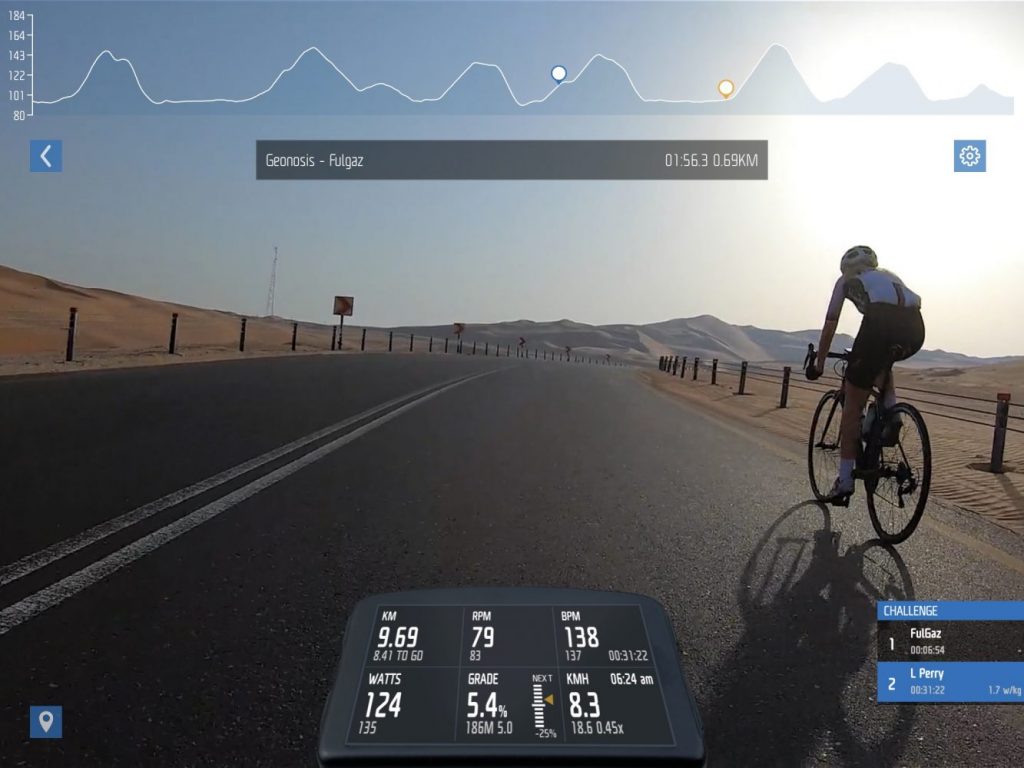 184
164
143
122
101
80
Geonosis - Fulgaz 01:56.3 0.69KM
KM RPM BPM
9.69 79 138
8.41 TO GO 83 137 00:31:22
WATTS GRADE NEXT KMH 06:24 am
124 5.4% 8.3
135 186M 5.0 -25% 18.6 0.45x
CHALLENGE
1 FulGaz
00:06:54 -
2 L Perry
00:31:22 1.7 w/kg